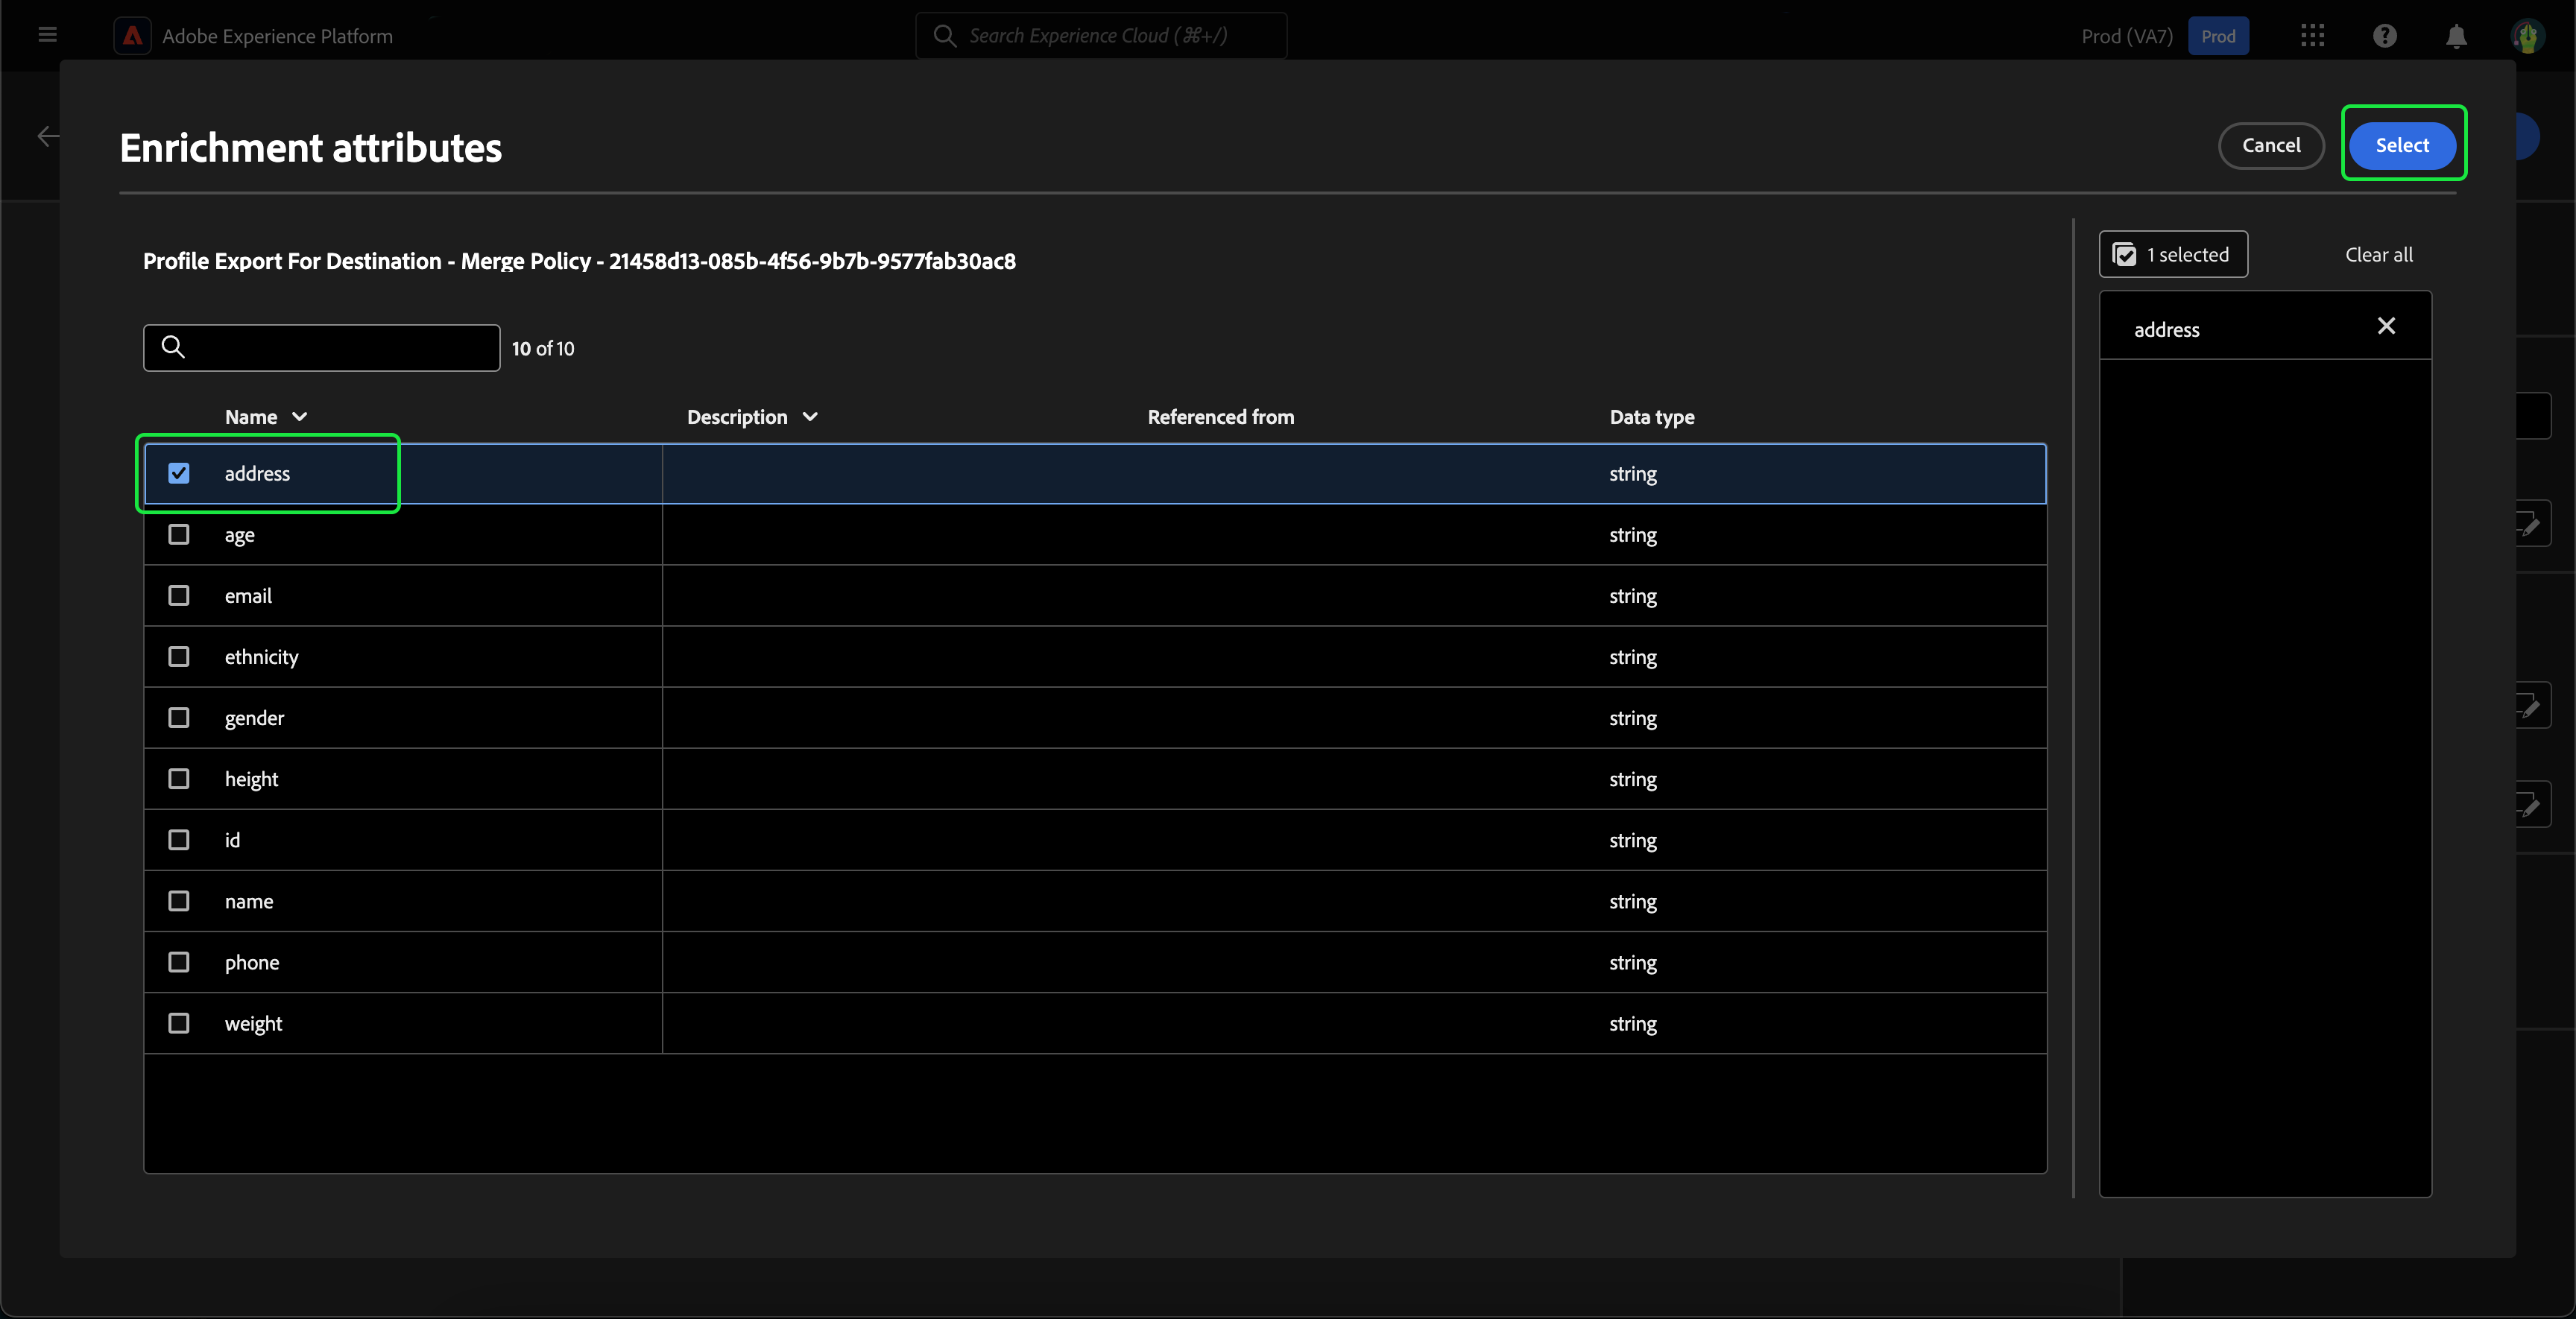 Adobe Experience Platform
Search Experience Cloud (⌘+/)
Prod (VA7)
Prod
Enrichment attributes
Cancel
Select
Profile Export For Destination - Merge Policy - 21458d13-085b-4f56-9b7b-9577fab30ac8
1 selected
Clear all
address
10 of 10
Name
Description
Referenced from
Data type
address string
age string
email string
ethnicity string
gender string
height string
id string
name string
phone string
weight string